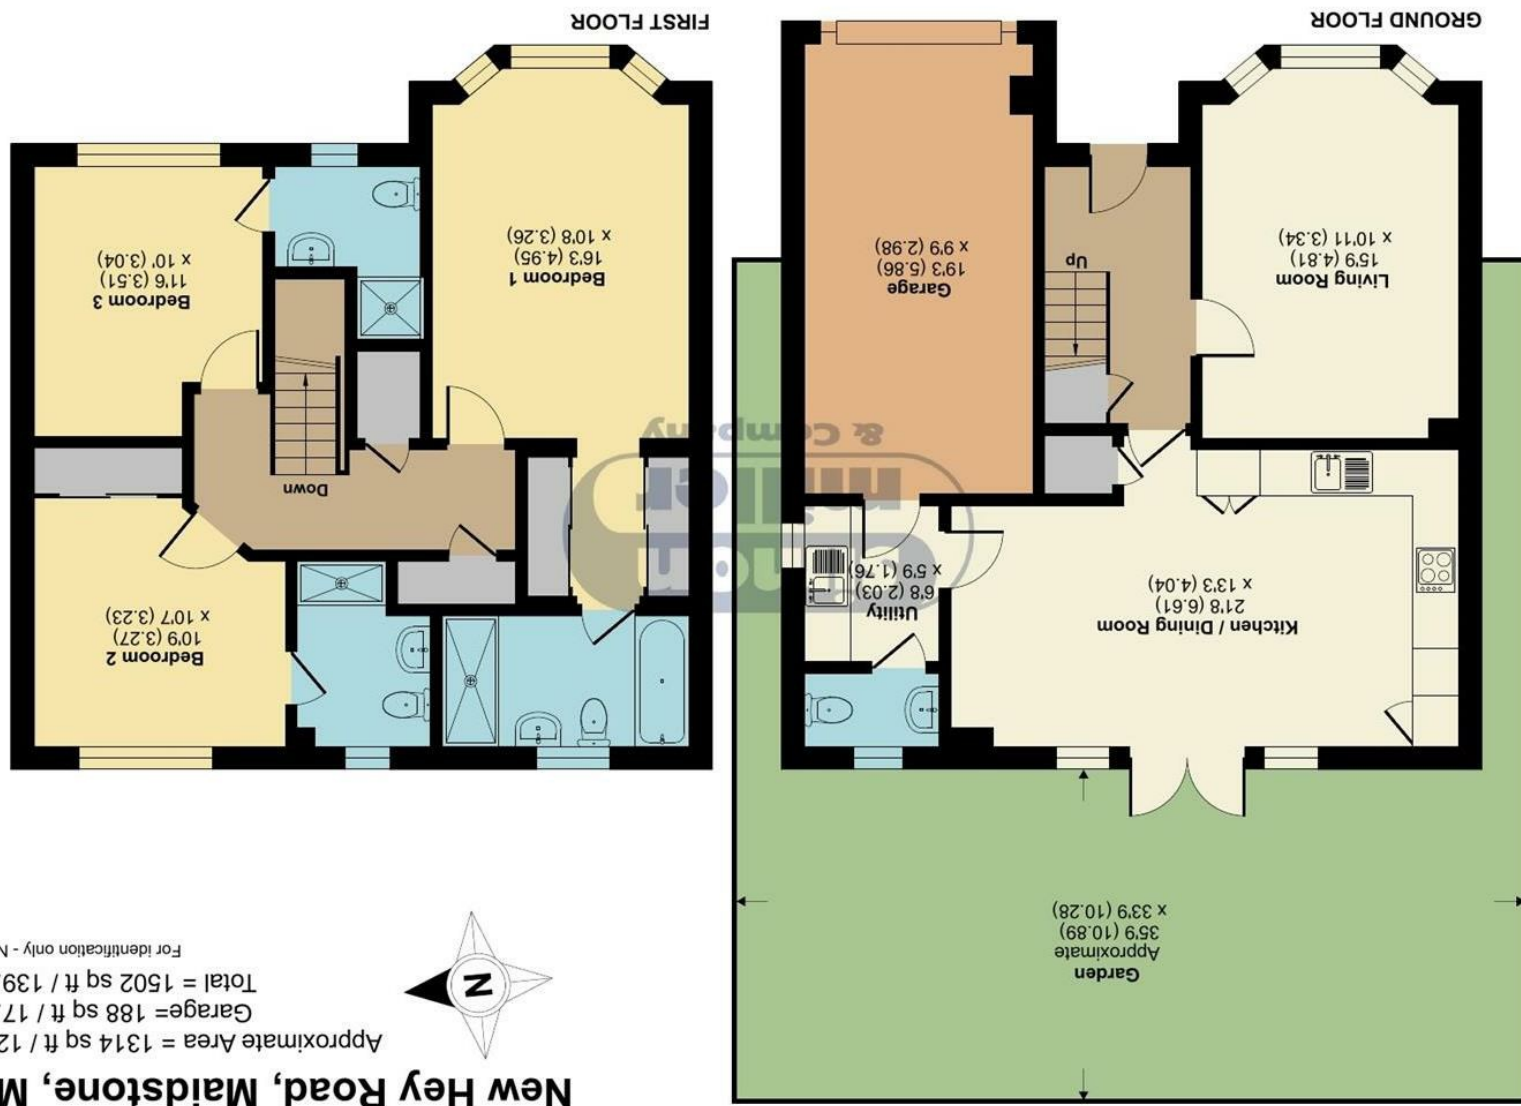 New Hey Road, Maidstone, M
Approximate Area = 1314 sq ft / 12
Garage= 188 sq ft / 17.
Total = 1502 sq ft / 139.
For identification only - N
N
Garden
Approximate
35'9 (10.89)
x 33'9 (10.28)
Kitchen / Dining Room
21'8 (6.61)
x 13'3 (4.04)
Utility
6'8 (2.03)
x 5'9 (1.76)
Living Room
15'9 (4.81)
x 10'11 (3.34)
Up
Garage
19'3 (5.86)
x 9'9 (2.98)
GROUND FLOOR
Bedroom 2
10'9 (3.27)
x 10'7 (3.23)
Down
Bedroom 1
16'3 (4.95)
x 10'8 (3.26)
Bedroom 3
11'6 (3.51)
x 10' (3.04)
FIRST FLOOR
miller
& Company